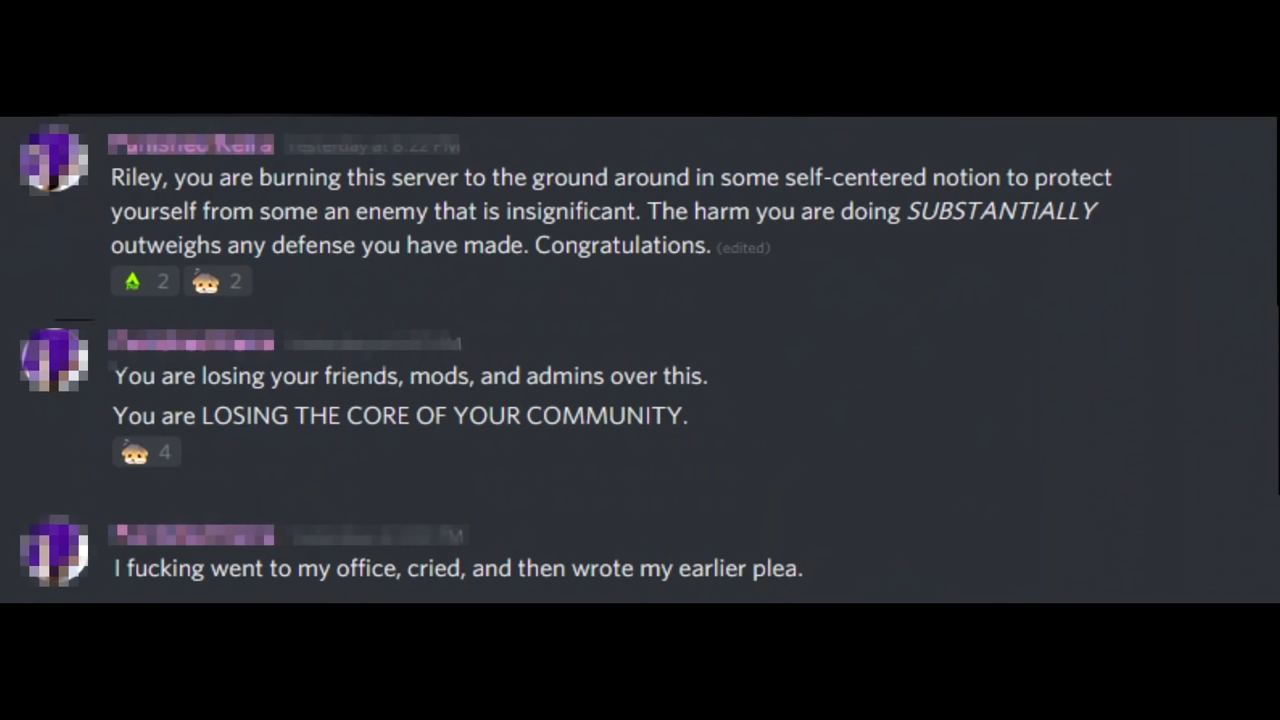 Riley, you are burning this server to the ground around in some self-centered notion to protect
yourself from some an enemy that is insignificant. The harm you are doing SUBSTANTIALLY
outweighs any defense you have made. Congratulations. (edited)
2 2
You are losing your friends, mods, and admins over this.
You are LOSING THE CORE OF YOUR COMMUNITY.
4
I fucking went to my office, cried, and then wrote my earlier plea.